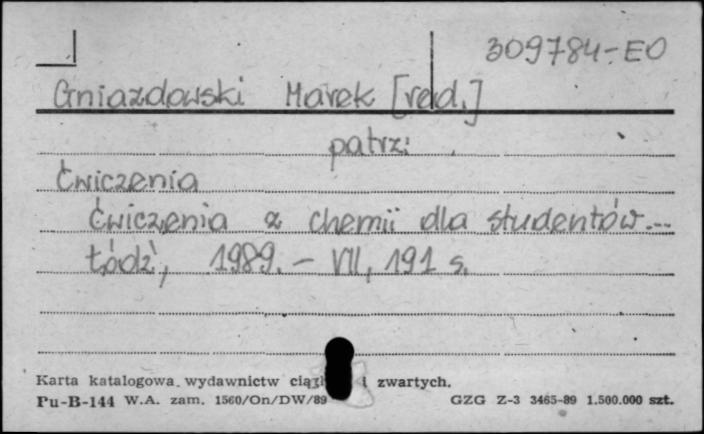 309784-EO
Gniazdowski Marek [red.]
patrz:
Ćwiczenia
Ćwiczenia z chemii dla studentów...
Łódź, 1989. – VII, 191 s.
Karta katalogowa wydawnictw i zwartych.
Pu-B-144 W.A. zam. 1560/On/DW/89 GZG Z-3 3465-89 1.500.000 szt.